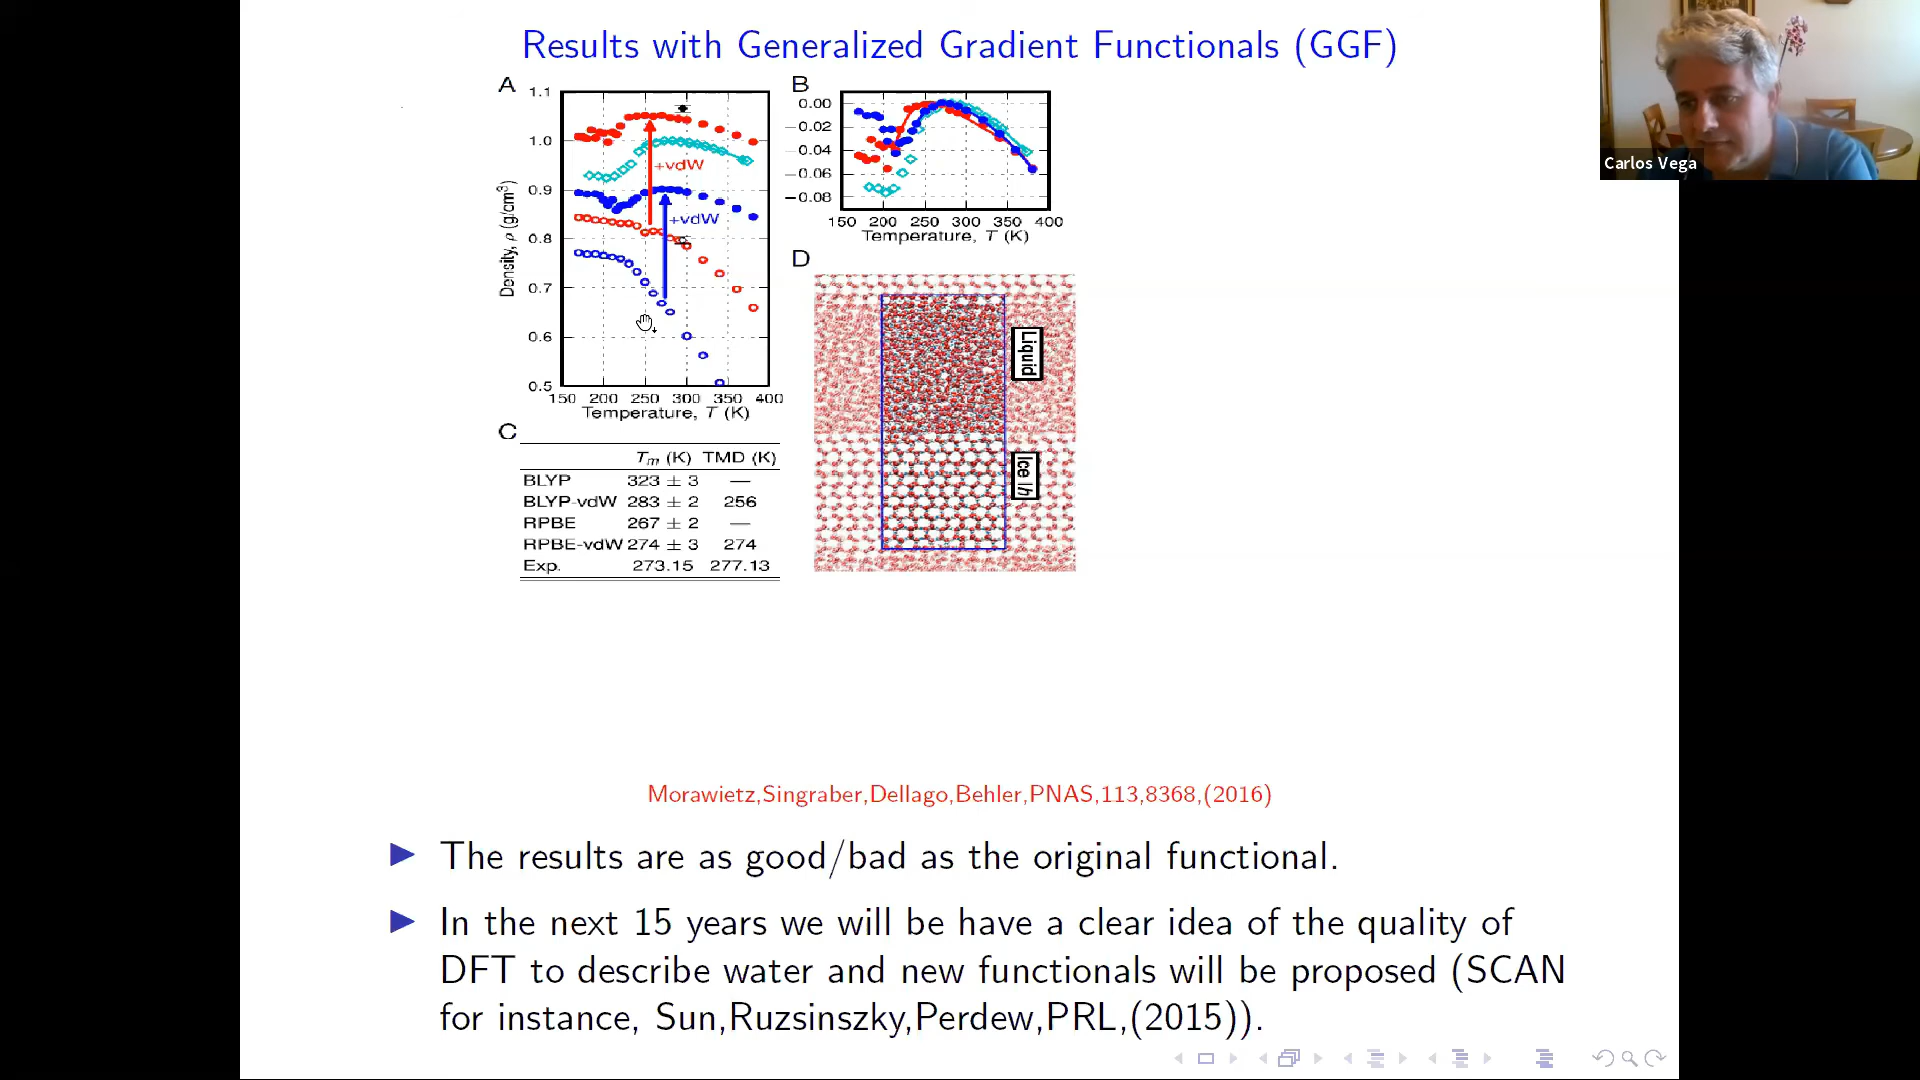 Results with Generalized Gradient Functionals (GGF)
Carlos Vega
A
1.1
1.0
0.9
0.8
0.7
0.6
0.5
Density, ρ (g/cm³)
+vdW
+vdW
150 200 250 300 350 400
Temperature, T (K)
B
0.00
−0.02
−0.04
−0.06
−0.08
150 200 250 300 350 400
Temperature, T (K)
C
Tm (K) TMD (K)
BLYP 323 ± 3 —
BLYP-vdW 283 ± 2 256
RPBE 267 ± 2 —
RPBE-vdW 274 ± 3 274
Exp. 273.15 277.13
D
Liquid
Ice Ih
Morawietz,Singraber,Dellago,Behler,PNAS,113,8368,(2016)
The results are as good/bad as the original functional.
In the next 15 years we will be have a clear idea of the quality of
DFT to describe water and new functionals will be proposed (SCAN
for instance, Sun,Ruzsinszky,Perdew,PRL,(2015)).